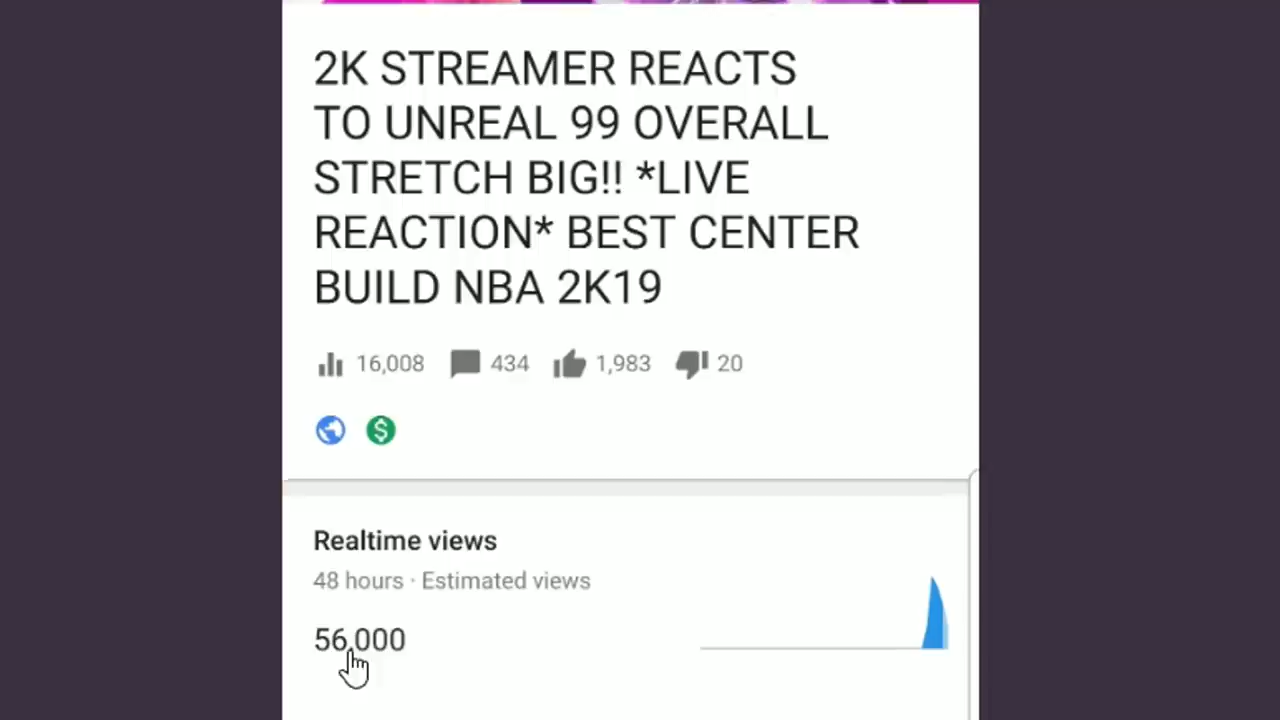 2K STREAMER REACTS
TO UNREAL 99 OVERALL
STRETCH BIG!! *LIVE
REACTION* BEST CENTER
BUILD NBA 2K19
16,008 434 1,983 20
$
Realtime views
48 hours · Estimated views
56,000